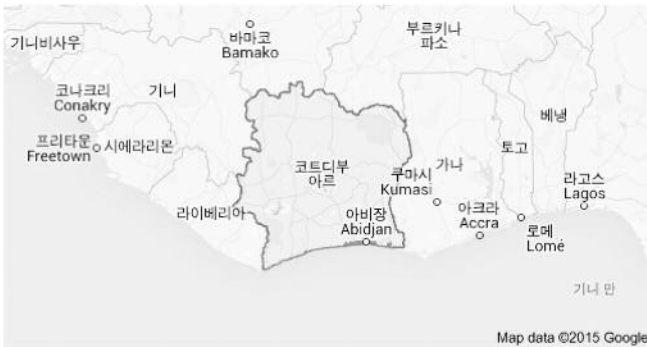 바마코
Bamako
부르키나
파소
기니비사우
코나크리
Conakry
기니
베냉
프리타운
Freetown
시에라리온
코트디부
아르
쿠마시
Kumasi
가나
토고
라이베리아
아비장
Abidjan
아크라
Accra
라고스
Lagos
로메
Lomé
기니 만
Map data ©2015 Google